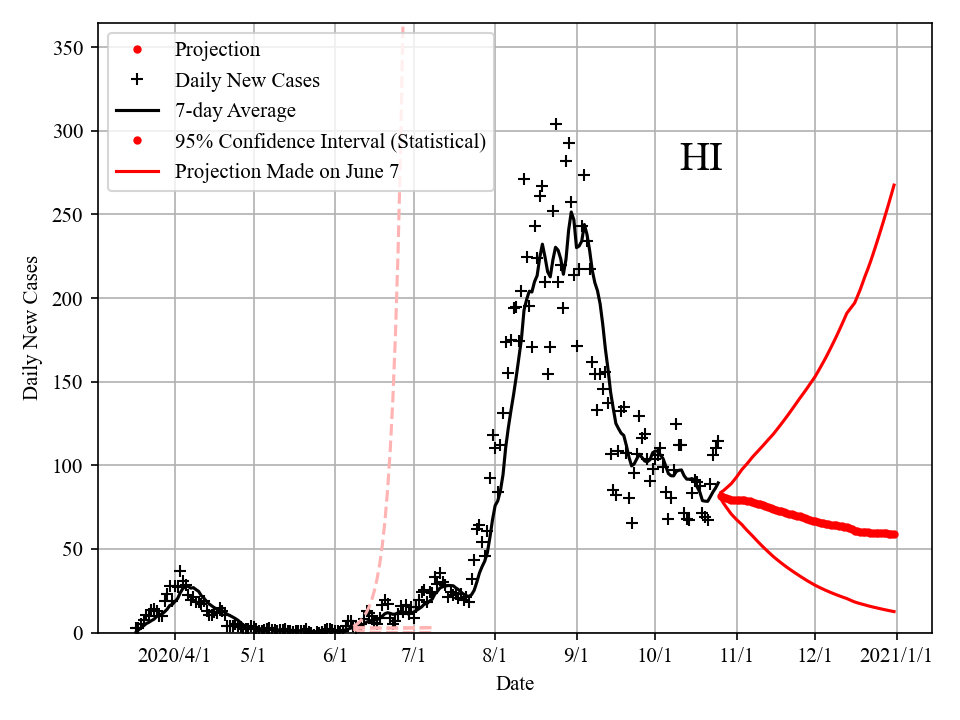 Projection
Daily New Cases
7-day Average
95% Confidence Interval (Statistical)
Projection Made on June 7
HI
350
300
250
200
150
100
50
0
Daily New Cases
2020/4/1 5/1 6/1 7/1 8/1 9/1 10/1 11/1 12/1 2021/1/1
Date